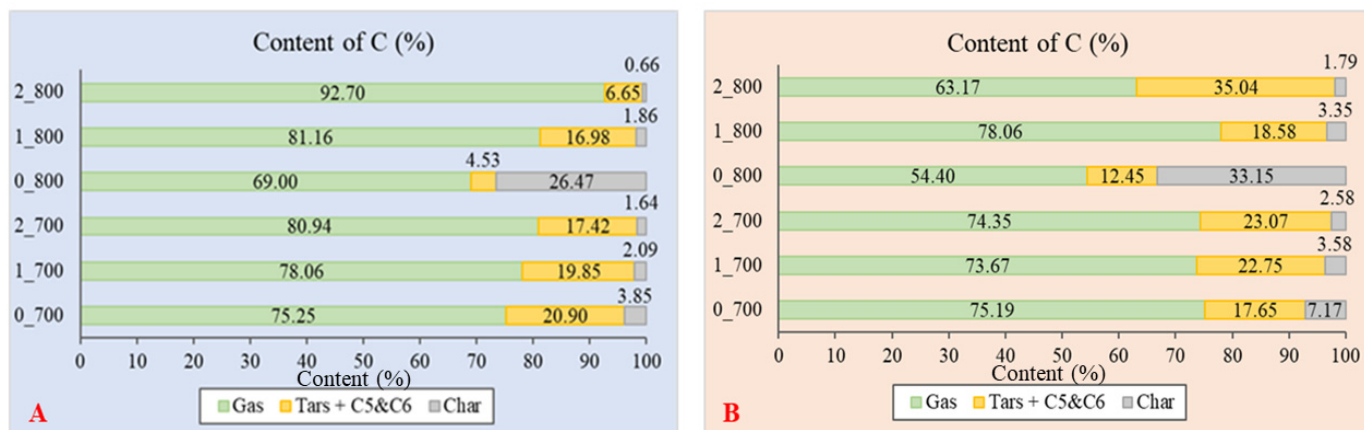 Content of C (%)
0.66
2_800 92.70 6.65
1.86
1_800 81.16 16.98
4.53
0_800 69.00 26.47
1.64
2_700 80.94 17.42
2.09
1_700 78.06 19.85
3.85
0_700 75.25 20.90
0 10 20 30 40 50 60 70 80 90 100
Content (%)
Gas Tars + C5&C6 Char
A
Content of C (%)
1.79
2_800 63.17 35.04
3.35
1_800 78.06 18.58
0_800 54.40 12.45 33.15
2.58
2_700 74.35 23.07
3.58
1_700 73.67 22.75
0_700 75.19 17.65 7.17
0 10 20 30 40 50 60 70 80 90 100
Content (%)
Gas Tars + C5&C6 Char
B